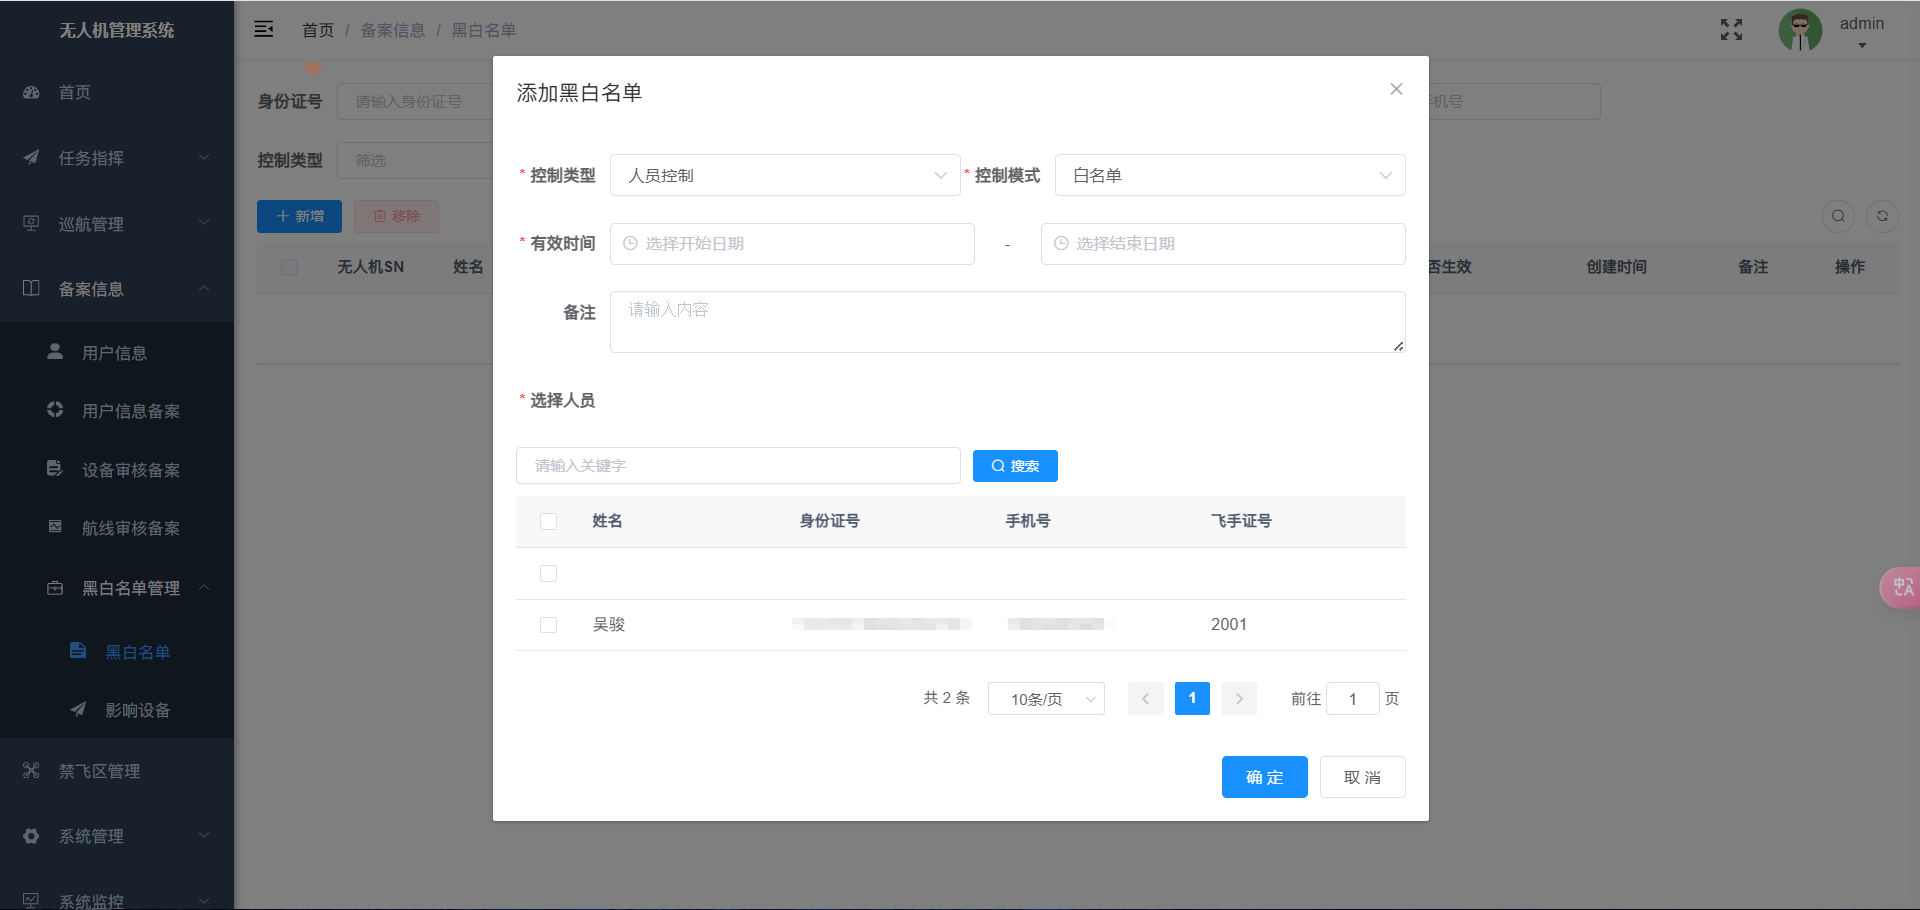 无人机管理系统
首页 / 备案信息 / 黑白名单
admin
首页
任务指挥
巡航管理
备案信息
用户信息
用户信息备案
设备审核备案
航线审核备案
黑白名单管理
黑白名单
影响设备
禁飞区管理
系统管理
系统监控
身份证号 请输入身份证号
手机号
控制类型 筛选
+ 新增 移除
无人机SN 姓名 否生效 创建时间 备注 操作
添加黑白名单
* 控制类型 人员控制 * 控制模式 白名单
* 有效时间 选择开始日期 - 选择结束日期
备注 请输入内容
* 选择人员
请输入关键字 搜索
姓名 身份证号 手机号 飞手证号
吴骏 2001
共 2 条 10条/页 < 1 > 前往 1 页
确 定 取 消
中A